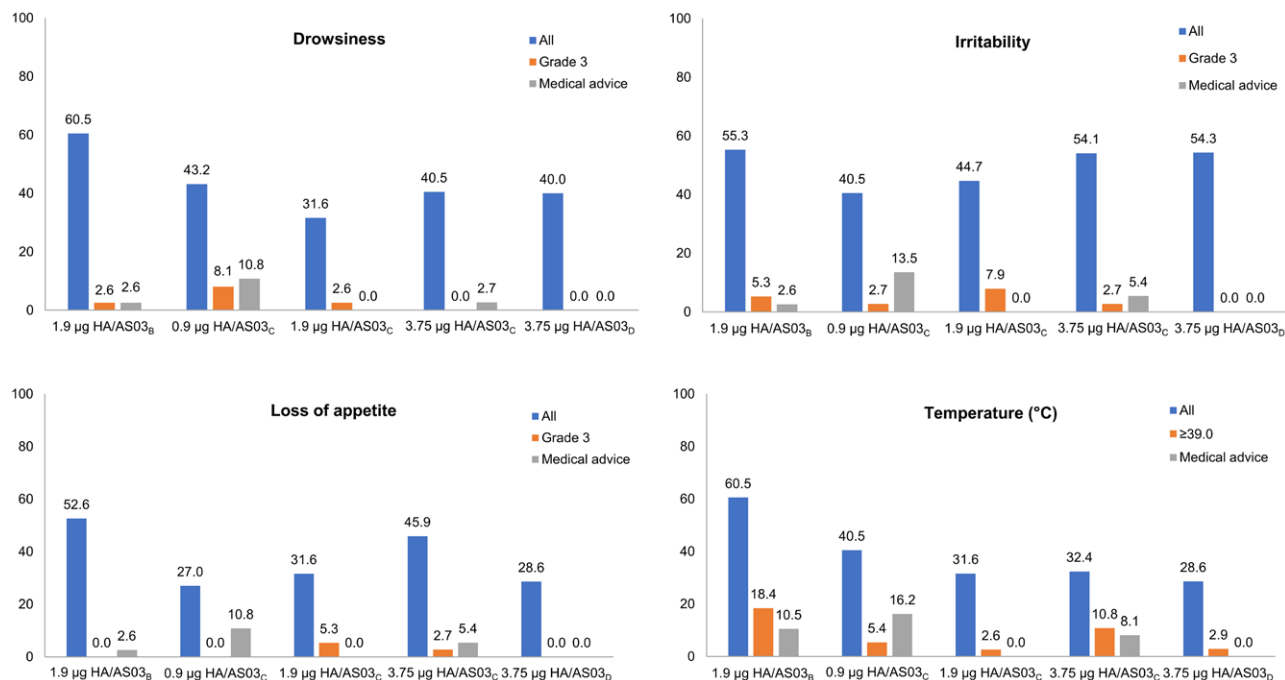 Drowsiness
All
Grade 3
Medical advice
100
80
60
40
20
0
60.5
2.6
2.6
43.2
8.1
10.8
31.6
2.6
0.0
40.5
0.0
2.7
40.0
0.0
0.0
1.9 µg HA/AS03B
0.9 µg HA/AS03C
1.9 µg HA/AS03C
3.75 µg HA/AS03C
3.75 µg HA/AS03D
Irritability
All
Grade 3
Medical advice
100
80
60
40
20
0
55.3
5.3
2.6
40.5
2.7
13.5
44.7
7.9
0.0
54.1
2.7
5.4
54.3
0.0
0.0
1.9 µg HA/AS03B
0.9 µg HA/AS03C
1.9 µg HA/AS03C
3.75 µg HA/AS03C
3.75 µg HA/AS03D
Loss of appetite
All
Grade 3
Medical advice
100
80
60
40
20
0
52.6
0.0
2.6
27.0
0.0
10.8
31.6
5.3
0.0
45.9
2.7
5.4
28.6
0.0
0.0
1.9 µg HA/AS03B
0.9 µg HA/AS03C
1.9 µg HA/AS03C
3.75 µg HA/AS03C
3.75 µg HA/AS03D
Temperature (°C)
All
≥39.0
Medical advice
100
80
60
40
20
0
60.5
18.4
10.5
40.5
5.4
16.2
31.6
2.6
0.0
32.4
10.8
8.1
28.6
2.9
0.0
1.9 µg HA/AS03B
0.9 µg HA/AS03C
1.9 µg HA/AS03C
3.75 µg HA/AS03C
3.75 µg HA/AS03D